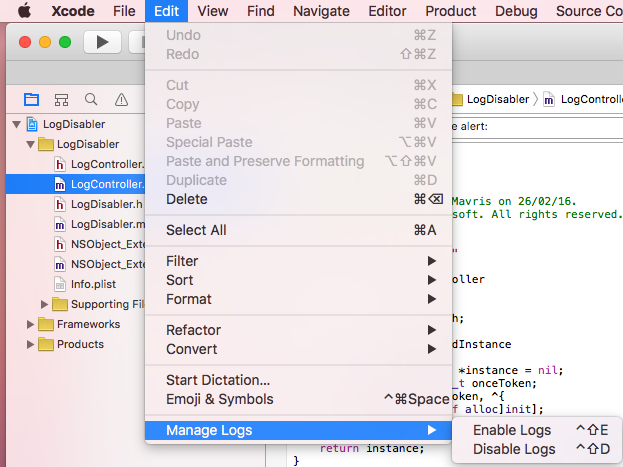 Xcode File Edit View Find Navigate Editor Product Debug Source Co
Undo ⌘Z
Redo ⇧⌘Z
Cut ⌘X
Copy ⌘C
Paste ⌘V
Special Paste ⌥⌘V
Paste and Preserve Formatting ⌥⇧⌘V
Duplicate ⌘D
Delete ⌘⌫
Select All ⌘A
Filter
Sort
Format
Refactor
Convert
Start Dictation...
Emoji & Symbols ^⌘Space
Manage Logs
Enable Logs ^⇧E
Disable Logs ^⇧D
LogDisabler
LogDisabler
LogController.
LogController.
LogDisabler.h
LogDisabler.m
NSObject_Exte
NSObject_Exte
Info.plist
Supporting Fil
Frameworks
Products
LogDisabler LogControlle
e alert:
Mavris on 26/02/16.
soft. All rights reserved.
"
oller
h;
dInstance
*instance = nil;
_t onceToken;
oken, ^{
f alloc]init];
return instance;
}